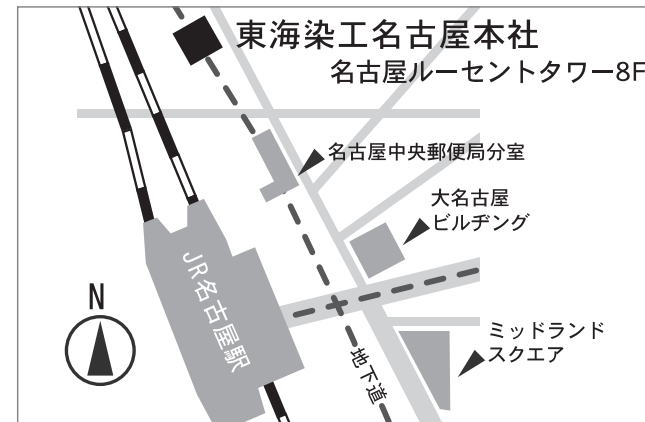 東海染工名古屋本社
名古屋ルーセントタワー8F
名古屋中央郵便局分室
大名古屋
ビルヂング
JR名古屋駅
N
ミッドランド
スクエア
地下道